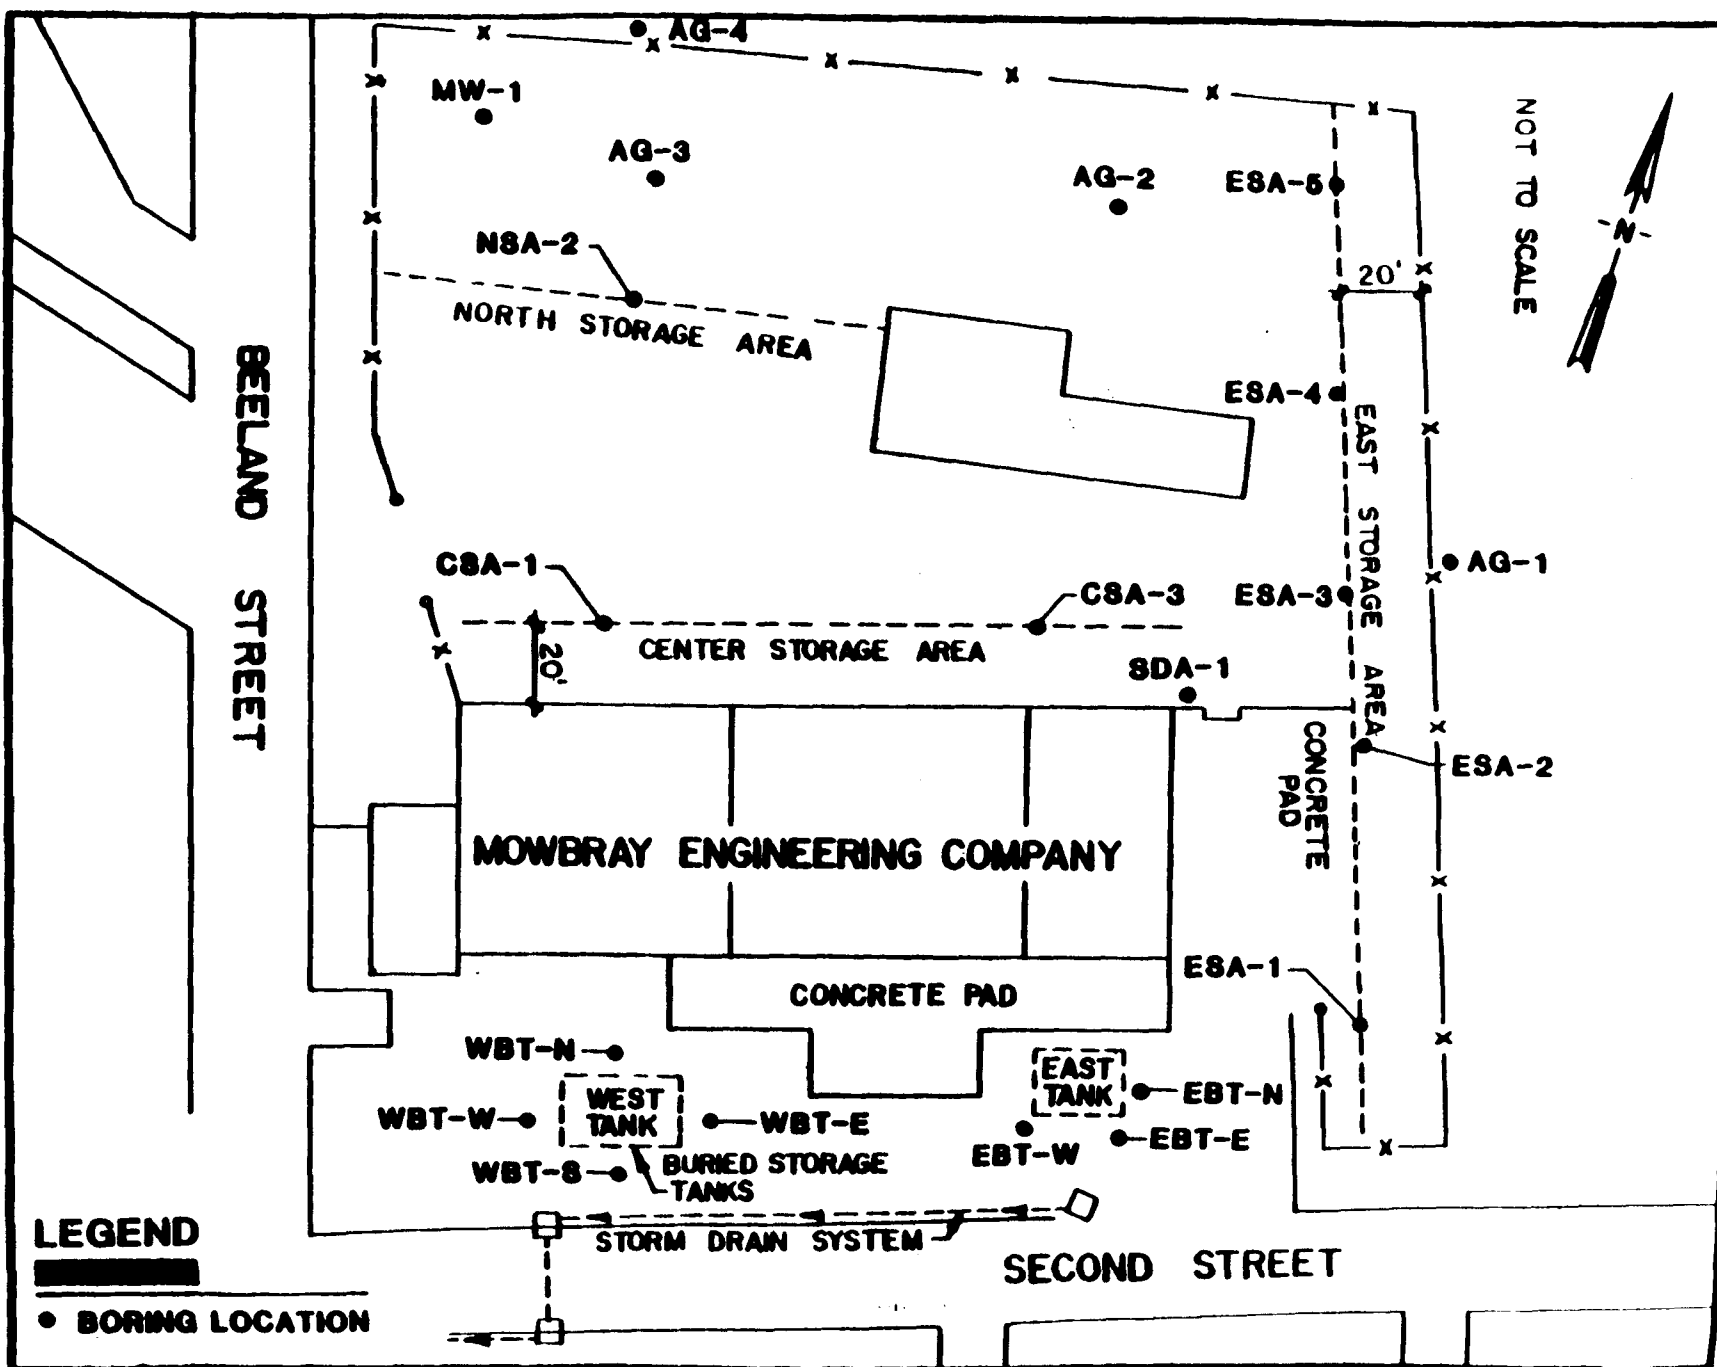 AG-4
MW-1
AG-3
AG-2
ESA-5
NOT TO SCALE
N
NSA-2
20'
NORTH STORAGE AREA
BEELAND STREET
ESA-4
EAST STORAGE AREA
CSA-1
CSA-3
ESA-3
AG-1
CENTER STORAGE AREA
20'
SDA-1
CONCRETE
PAD
ESA-2
MOWBRAY ENGINEERING COMPANY
ESA-1
CONCRETE PAD
WBT-N
EAST
TANK
EBT-N
WEST
TANK
WBT-W
WBT-E
EBT-E
EBT-W
WBT-S
BURIED STORAGE
TANKS
STORM DRAIN SYSTEM
SECOND STREET
LEGEND
BORING LOCATION